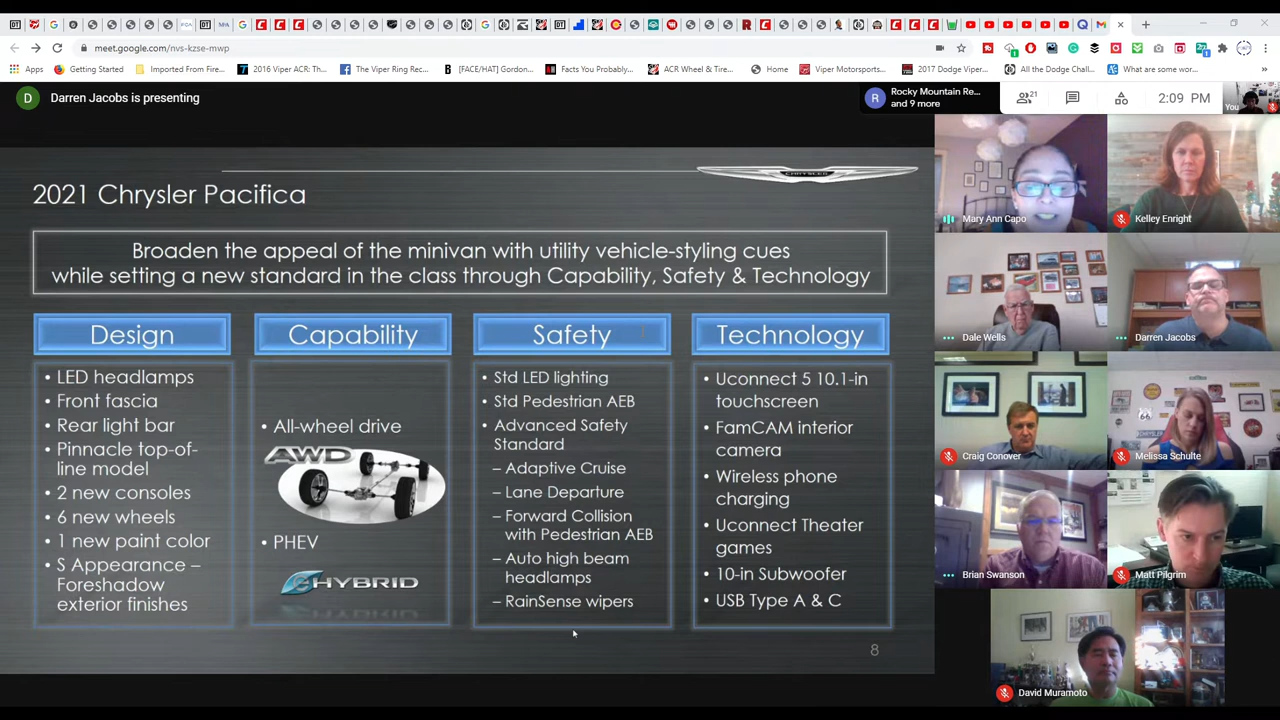 meet.google.com/nvs-kzse-mwp
Apps
Getting Started
Imported From Fire...
2016 Viper ACR: Th...
The Viper Ring Rec...
[FACE/HAT] Gordon...
Facts You Probably...
ACR Wheel & Tire...
Home
Viper Motorsports...
2017 Dodge Viper...
All the Dodge Chall...
What are some wor...
D Darren Jacobs is presenting
R Rocky Mountain Re...
and 9 more
21
2:09 PM
You
2021 Chrysler Pacifica
CHRYSLER
Broaden the appeal of the minivan with utility vehicle-styling cues
while setting a new standard in the class through Capability, Safety & Technology
Design
• LED headlamps
• Front fascia
• Rear light bar
• Pinnacle top-of-
line model
• 2 new consoles
• 6 new wheels
• 1 new paint color
• S Appearance –
Foreshadow
exterior finishes
Capability
• All-wheel drive
AWD
• PHEV
HYBRID
Safety
• Std LED lighting
• Std Pedestrian AEB
• Advanced Safety
Standard
– Adaptive Cruise
– Lane Departure
– Forward Collision
with Pedestrian AEB
– Auto high beam
headlamps
– RainSense wipers
Technology
• Uconnect 5 10.1-in
touchscreen
• FamCAM interior
camera
• Wireless phone
charging
• Uconnect Theater
games
• 10-in Subwoofer
• USB Type A & C
8
Mary Ann Capo
Kelley Enright
Dale Wells
Darren Jacobs
Craig Conover
Melissa Schulte
Brian Swanson
Matt Pilgrim
David Muramoto